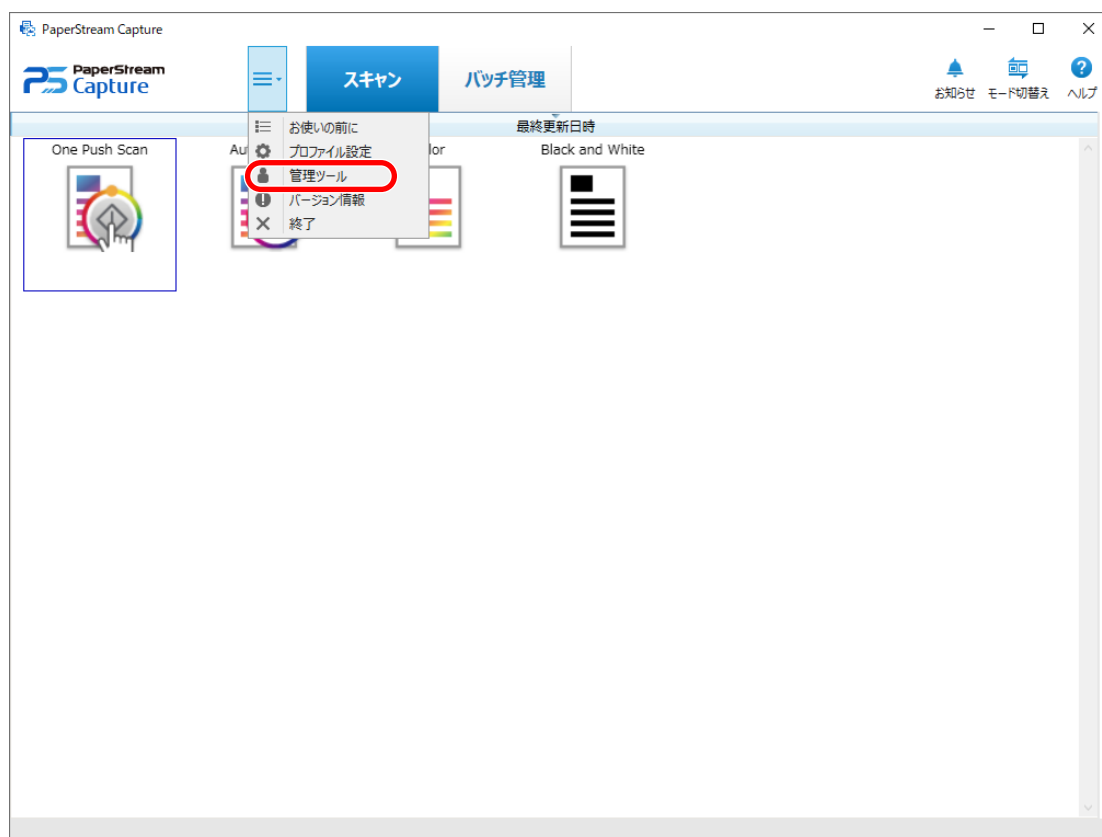 PaperStream Capture
PaperStream
Capture
スキャン
バッチ管理
お知らせ
モード切替え
ヘルプ
最終更新日時
お使いの前に
プロファイル設定
管理ツール
バージョン情報
終了
One Push Scan
Au
lor
Black and White